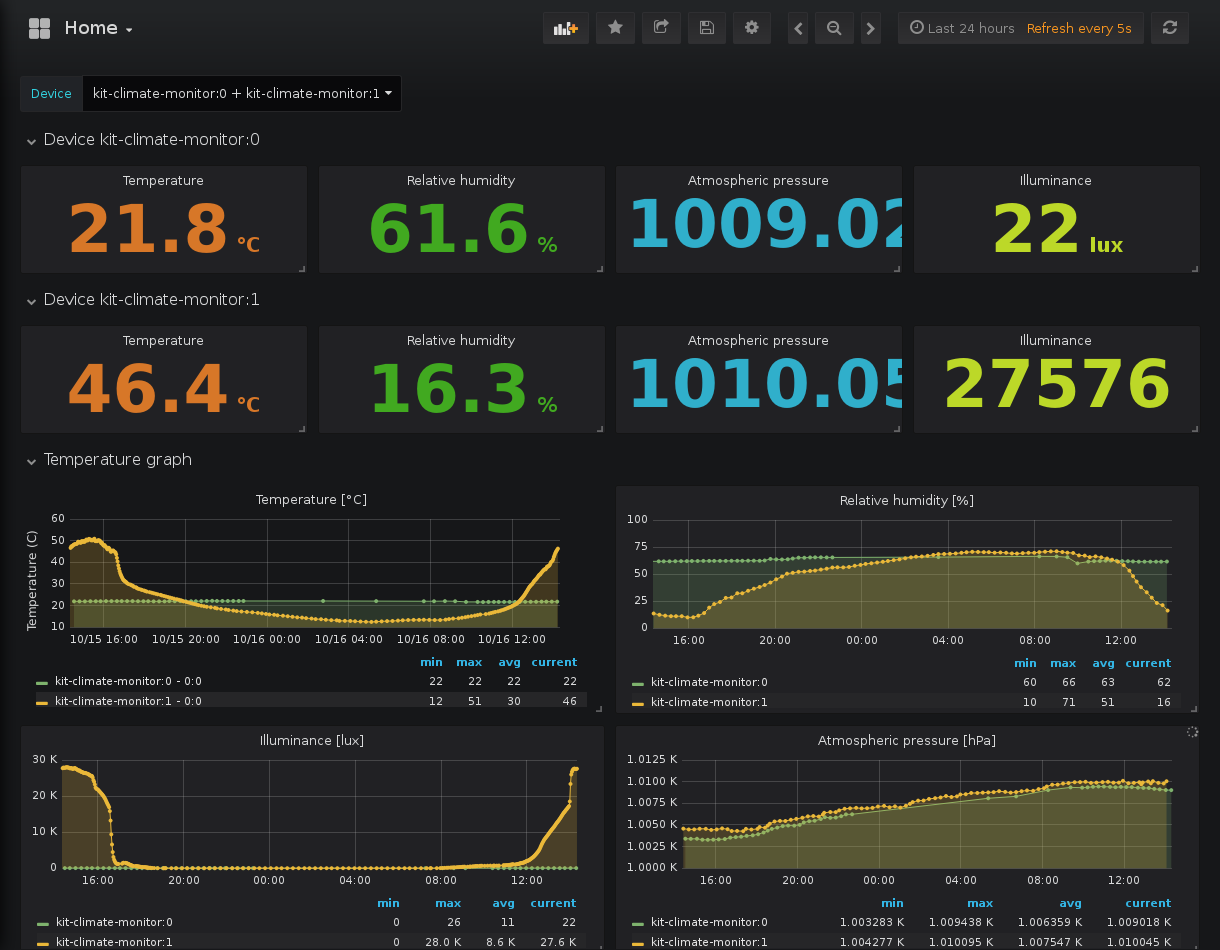 Home
Last 24 hours Refresh every 5s
Device kit-climate-monitor:0 + kit-climate-monitor:1
Device kit-climate-monitor:0
Temperature Relative humidity Atmospheric pressure Illuminance
21.8 °C 61.6 % 1009.02 22 lux
Device kit-climate-monitor:1
Temperature Relative humidity Atmospheric pressure Illuminance
46.4 °C 16.3 % 1010.05 27576
Temperature graph
Temperature [°C]
Temperature (C)
60
50
40
30
20
10
10/15 16:00 10/15 20:00 10/16 00:00 10/16 04:00 10/16 08:00 10/16 12:00
min max avg current
kit-climate-monitor:0 - 0:0 22 22 22 22
kit-climate-monitor:1 - 0:0 12 51 30 46
Relative humidity [%]
100
75
50
25
0
16:00 20:00 00:00 04:00 08:00 12:00
min max avg current
kit-climate-monitor:0 60 66 63 62
kit-climate-monitor:1 10 71 51 16
Illuminance [lux]
30 K
20 K
10 K
0
16:00 20:00 00:00 04:00 08:00 12:00
min max avg current
kit-climate-monitor:0 0 26 11 22
kit-climate-monitor:1 0 28.0 K 8.6 K 27.6 K
Atmospheric pressure [hPa]
1.0125 K
1.0100 K
1.0075 K
1.0050 K
1.0025 K
1.0000 K
16:00 20:00 00:00 04:00 08:00 12:00
min max avg current
kit-climate-monitor:0 1.003283 K 1.009438 K 1.006359 K 1.009018 K
kit-climate-monitor:1 1.004277 K 1.010095 K 1.007547 K 1.010045 K